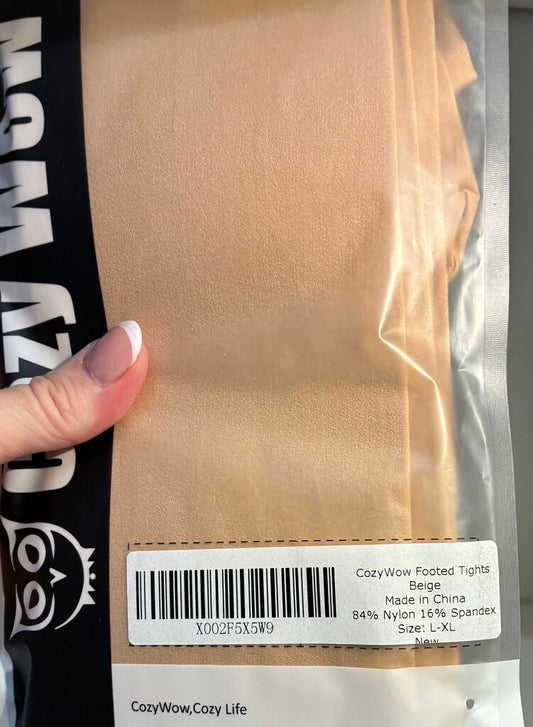 Cozy Wow
X002F5X5W9
CozyWow Footed Tights
Beige
Made in China
84% Nylon 16% Spandex
Size: L-XL
New
CozyWow,Cozy Life